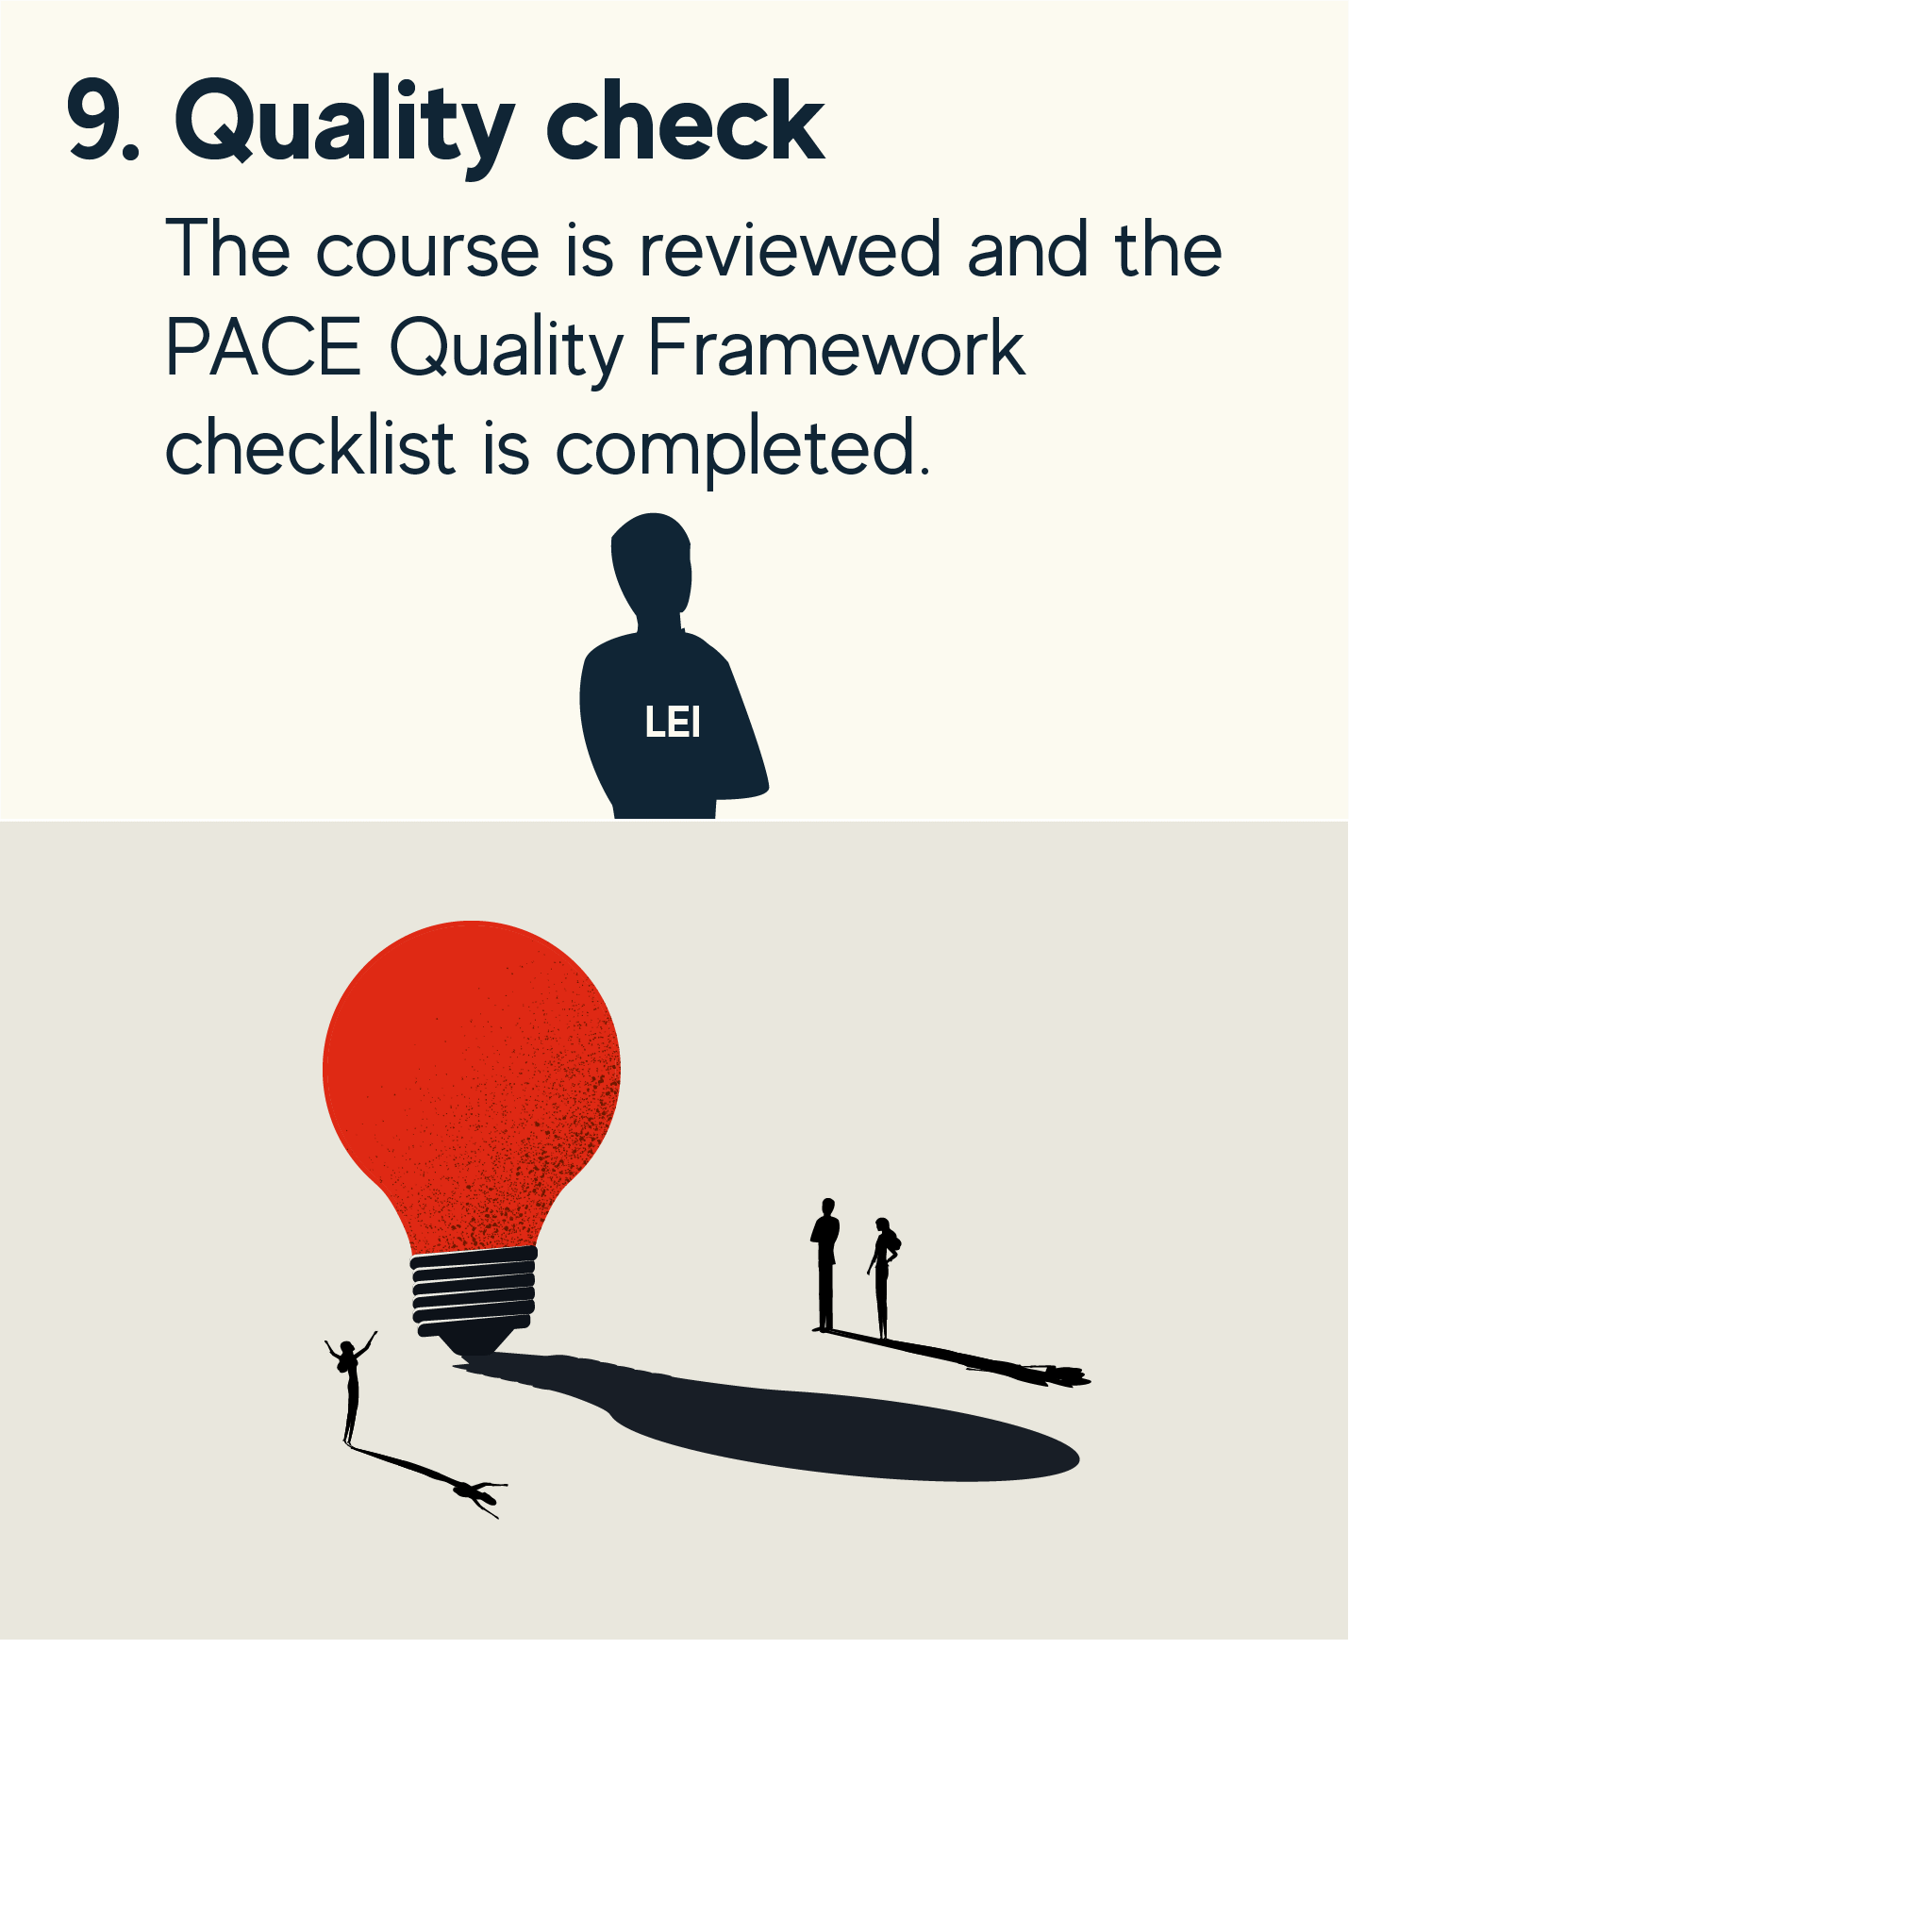 9. Quality check
The course is reviewed and the
PACE Quality Framework
checklist is completed.
LEI